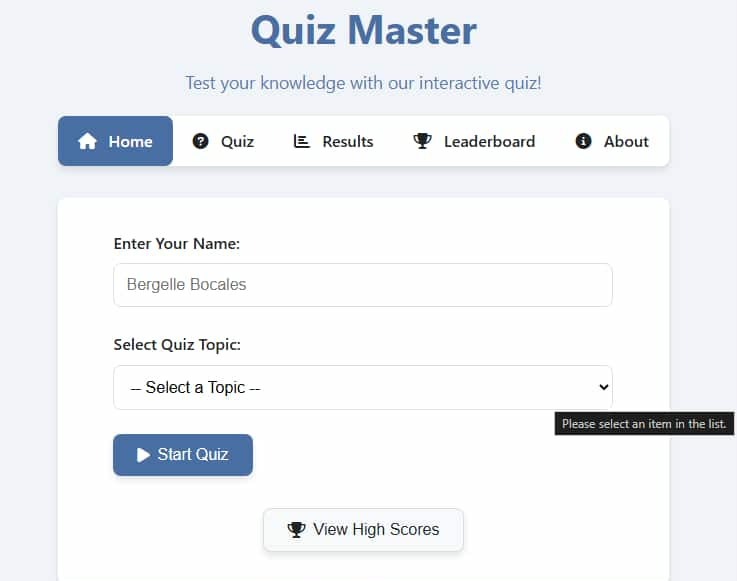 Quiz Master
Test your knowledge with our interactive quiz!
Home Quiz Results Leaderboard About
Enter Your Name:
Bergelle Bocales
Select Quiz Topic:
-- Select a Topic --
Please select an item in the list.
Start Quiz
View High Scores